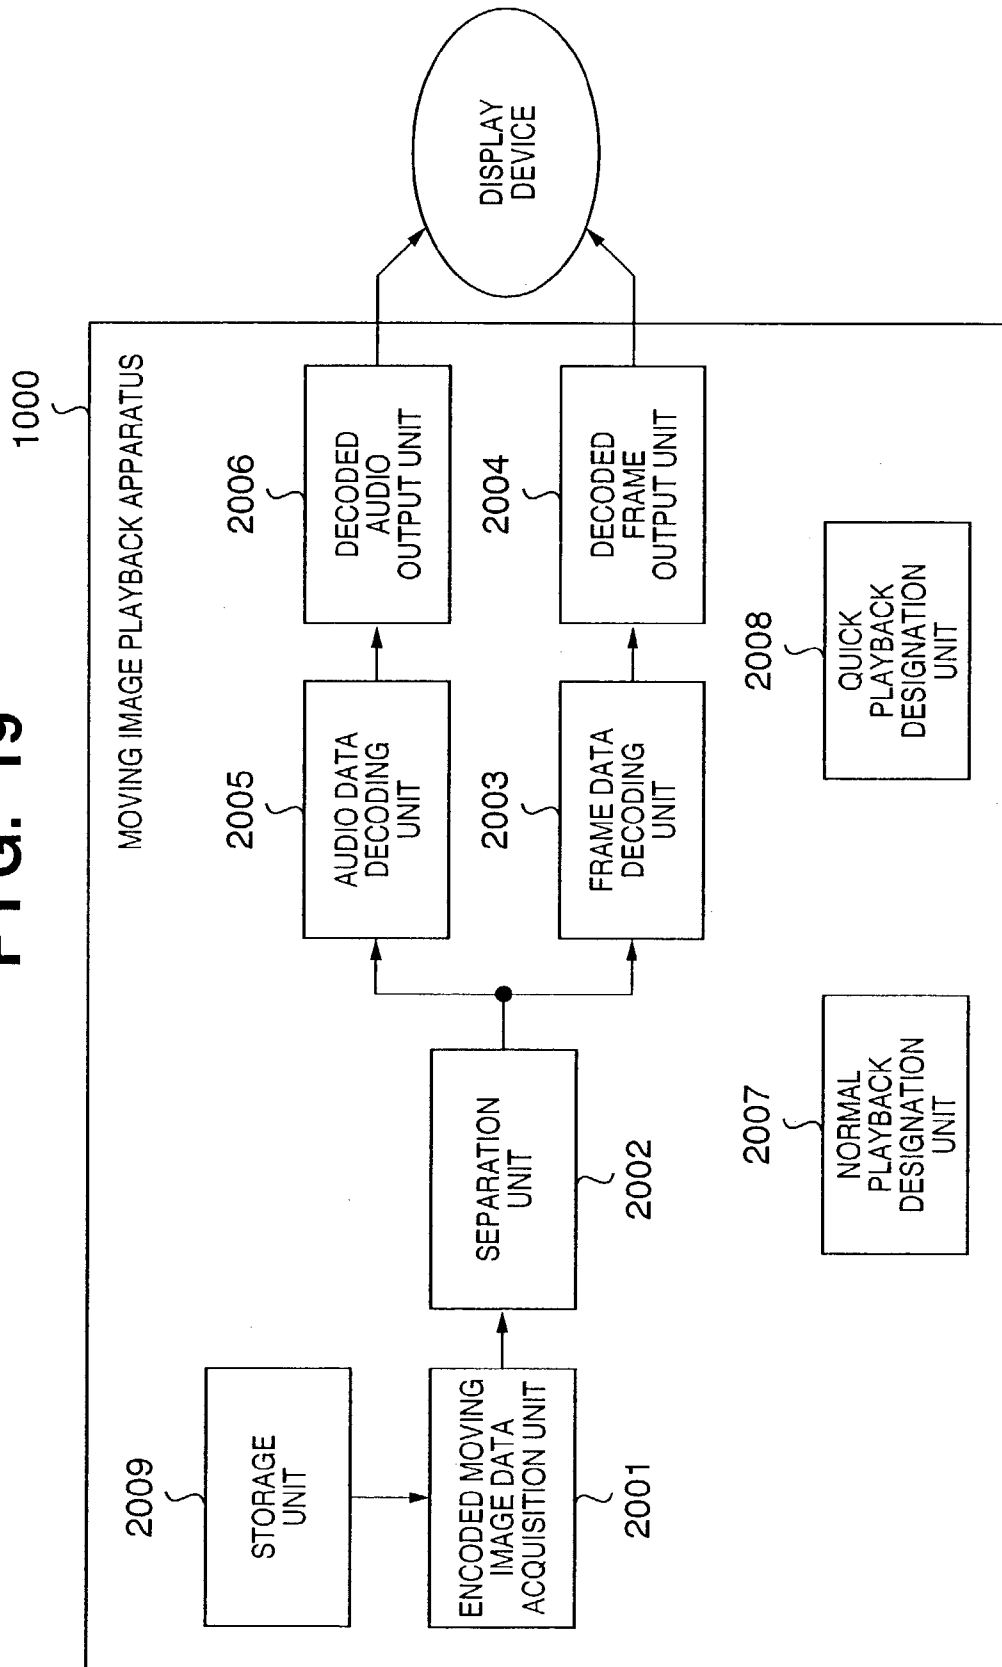 FIG. 19
1000
MOVING IMAGE PLAYBACK APPARATUS
2009
STORAGE
UNIT
ENCODED MOVING
IMAGE DATA
ACQUISITION UNIT
2001
SEPARATION
UNIT
2002
2005
AUDIO DATA
DECODING
UNIT
2006
DECODED
AUDIO
OUTPUT UNIT
2003
FRAME DATA
DECODING
UNIT
2004
DECODED
FRAME
OUTPUT UNIT
DISPLAY
DEVICE
2007
NORMAL
PLAYBACK
DESIGNATION
UNIT
2008
QUICK
PLAYBACK
DESIGNATION
UNIT